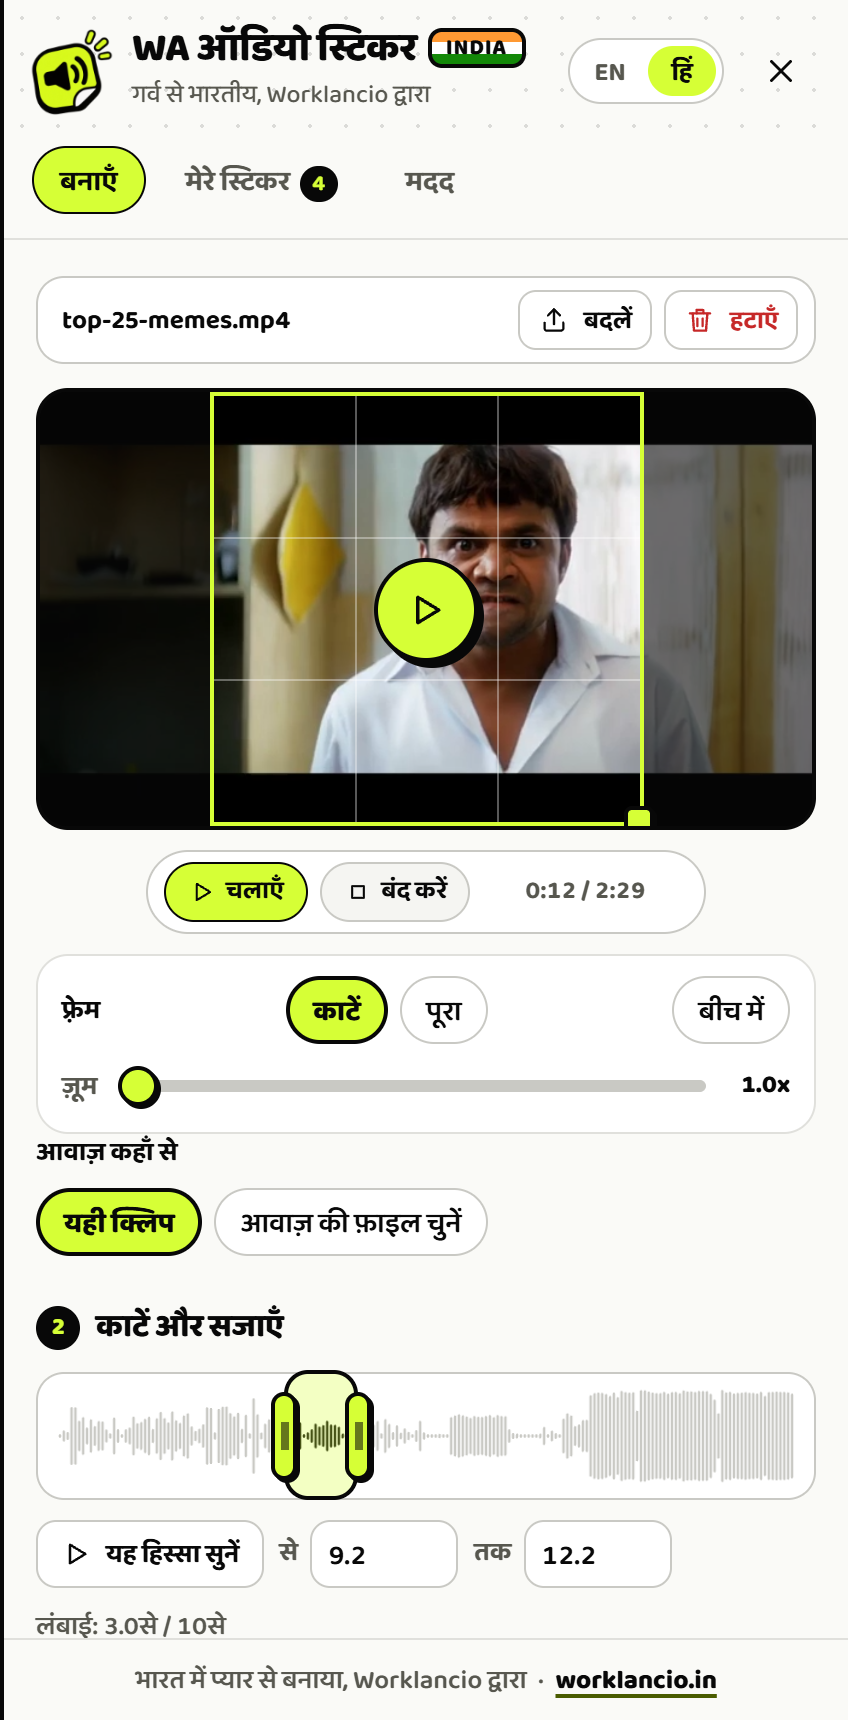 WA ऑडियो स्टिकर INDIA
गर्व से भारतीय, Worklancio द्वारा
EN हिं
बनाएँ मेरे स्टिकर 4 मदद
top-25-memes.mp4 बदलें हटाएँ
चलाएँ बंद करें 0:12 / 2:29
फ़्रेम काटें पूरा बीच में
ज़ूम 1.0x
आवाज़ कहाँ से
यही क्लिप आवाज़ की फ़ाइल चुनें
2 काटें और सजाएँ
यह हिस्सा सुनें से 9.2 तक 12.2
लंबाई: 3.0से / 10से
भारत में प्यार से बनाया, Worklancio द्वारा · worklancio.in